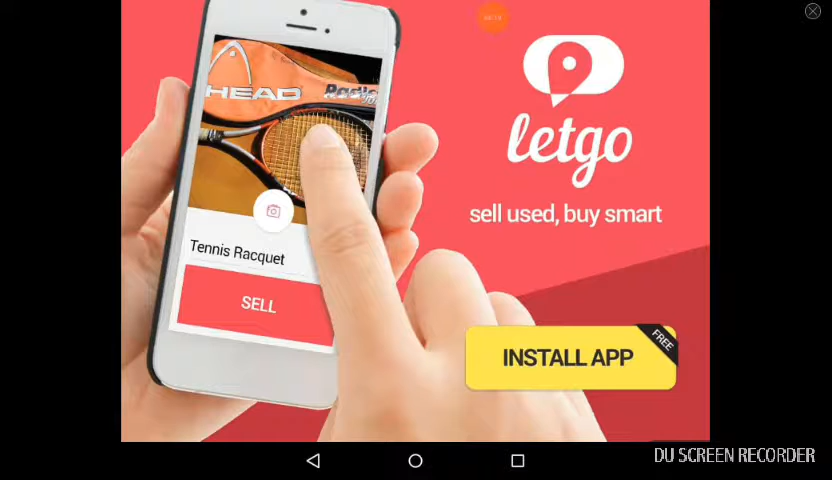 HEAD
letgo
sell used, buy smart
Tennis Racquet
SELL
INSTALL APP
FREE
DU SCREEN RECORDER